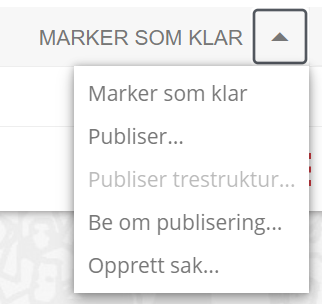 MARKER SOM KLAR
Marker som klar
Publiser...
Publiser trestruktur...
Be om publisering...
Opprett sak...